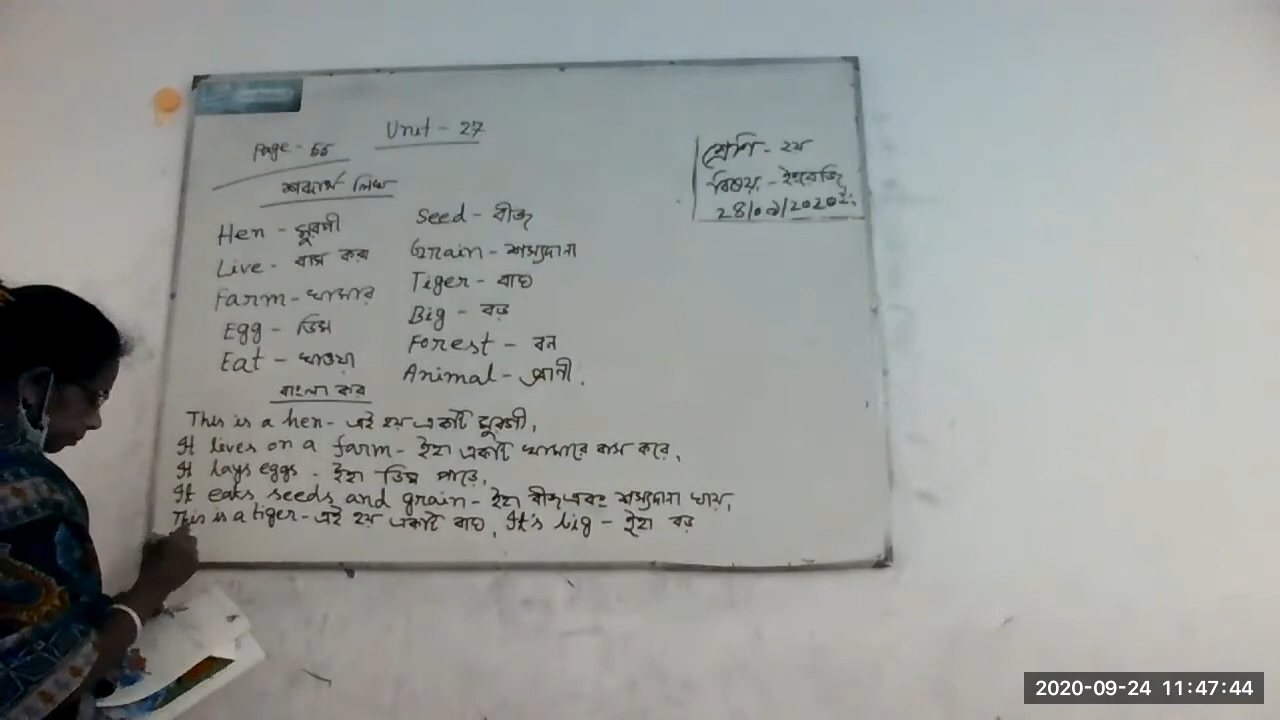 Unit - 27
Page - 55
শব্দার্থ লিখ
শ্রেণি - ২য়
বিষয় - ইংরেজি
28/09/2020
Hen - মুরগী
Live - বাস করা
Farm - খামার
Egg - ডিম
Eat - খাওয়া
Seed - বীজ
Grain - শস্যদানা
Tiger - বাঘ
Big - বড়
Forest - বন
Animal - প্রাণী,
বাংলা কর
This is a hen - এই হয় একটি মুরগী,
It lives on a farm - ইহা একটি খামারে বাস করে,
It lays eggs - ইহা ডিম পাড়ে,
It eats seeds and grain - ইহা বীজ এবং শস্যদানা খায়,
This is a tiger - এই হয় একটি বাঘ, It's big - ইহা বড়
2020-09-24 11:47:44